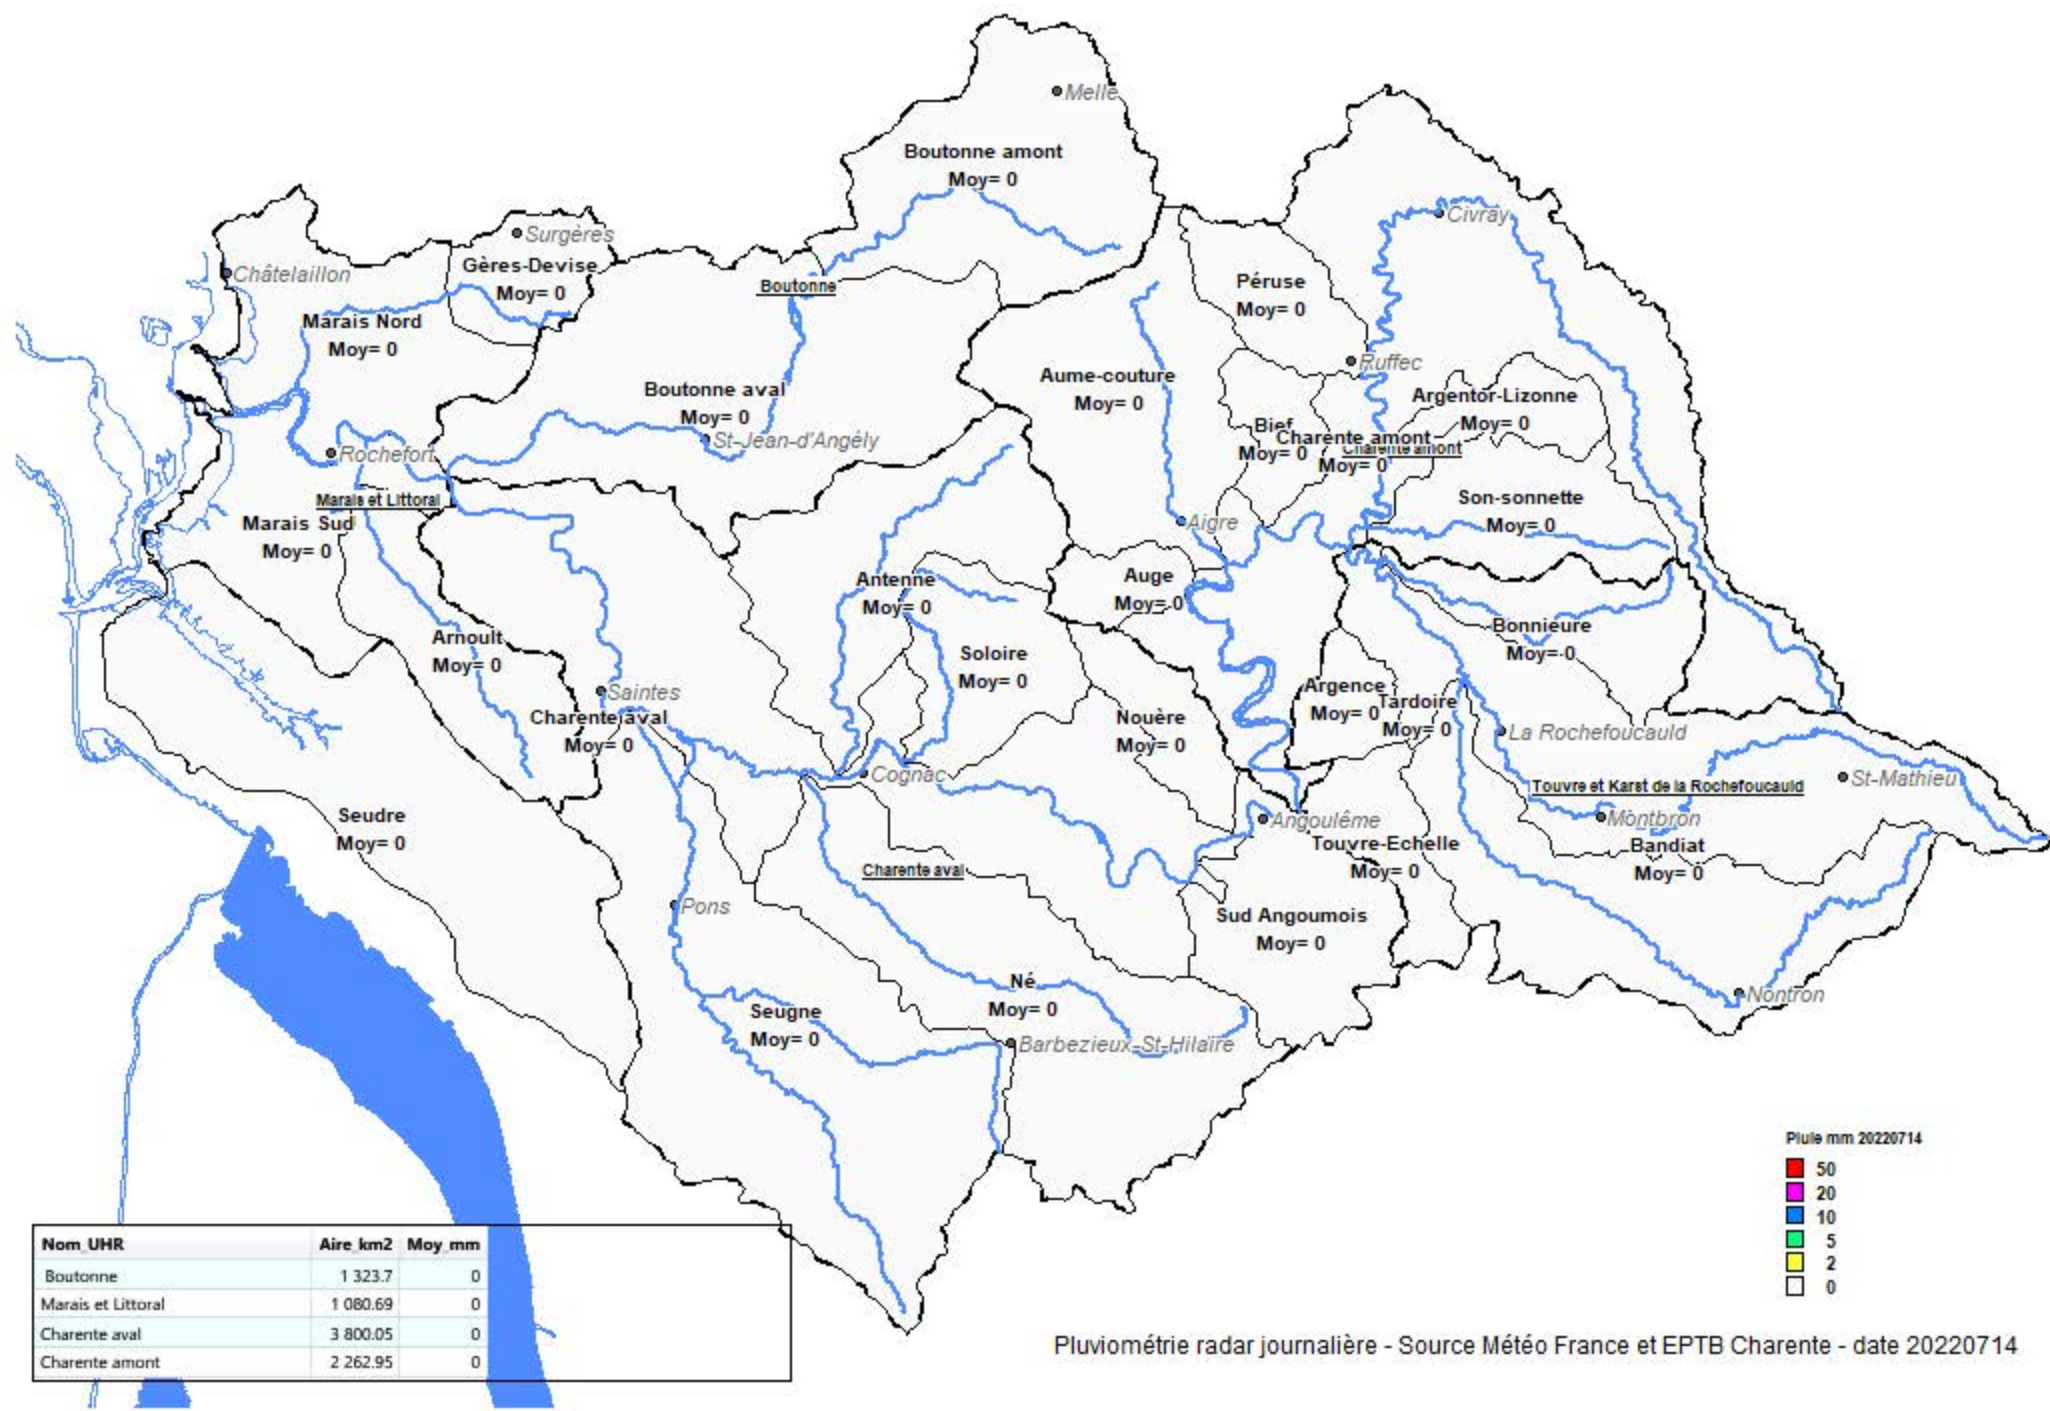 Melle
Boutonne amont
Moy= 0
Civray
Surgères
Châtelaillon
Gères-Devise
Moy= 0
Boutonne
Péruse
Moy= 0
Marais Nord
Moy= 0
Ruffec
Aume-couture
Moy= 0
Boutonne aval
Moy= 0
Argentor-Lizonne
Moy= 0
St-Jean-d'Angély
Bief
Moy= 0
Charente amont
Moy= 0
Charente amont
Rochefort
Marais et Littoral
Son-sonnette
Moy= 0
Marais Sud
Moy= 0
Aigre
Antenne
Moy= 0
Auge
Moy= 0
Bonnieure
Moy= 0
Arnoult
Moy= 0
Soloire
Moy= 0
Saintes
Argence
Moy= 0
Tardoire
Moy= 0
Charente aval
Moy= 0
Nouère
Moy= 0
La Rochefoucauld
Cognac
Touvre et Karst de la Rochefoucauld
St-Mathieu
Seudre
Moy= 0
Angoulême
Montbron
Touvre-Echelle
Moy= 0
Bandiat
Moy= 0
Charente aval
Pons
Sud Angoumois
Moy= 0
Né
Moy= 0
Nontron
Seugne
Moy= 0
Barbezieux-St-Hilaire
Pluie mm 20220714
50
20
10
5
2
0
Nom_UHR Aire_km2 Moy_mm
Boutonne 1 323.7 0
Marais et Littoral 1 080.69 0
Charente aval 3 800.05 0
Charente amont 2 262.95 0
Pluviométrie radar journalière - Source Météo France et EPTB Charente - date 20220714